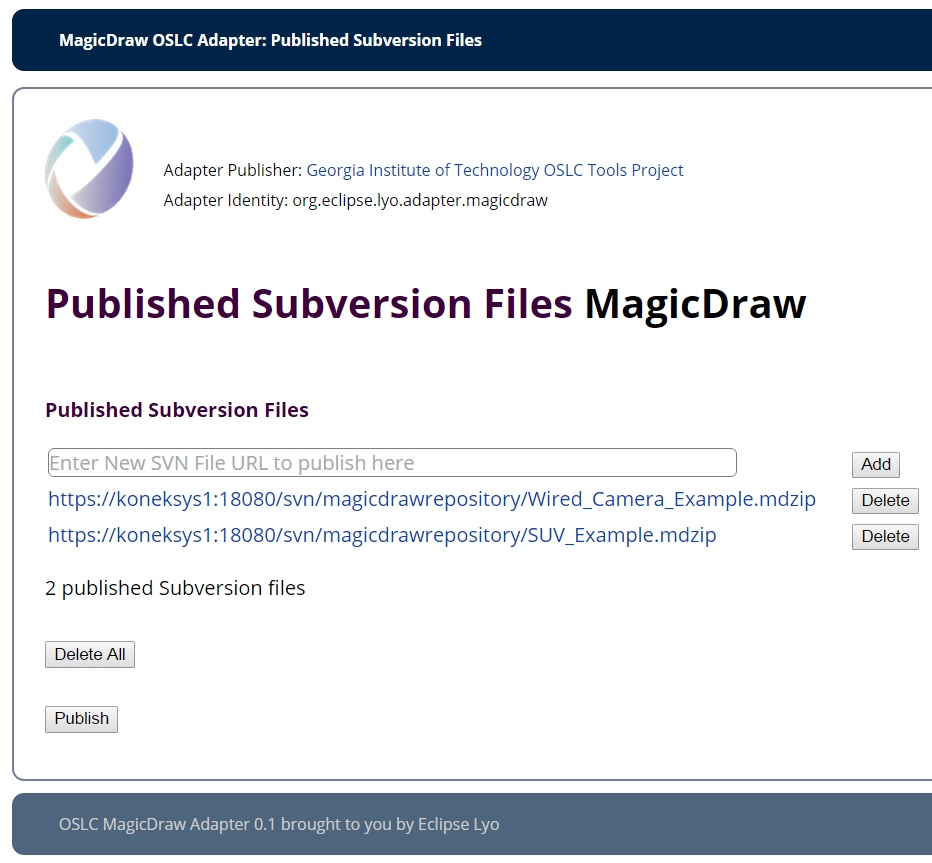 MagicDraw OSLC Adapter: Published Subversion Files
Adapter Publisher: Georgia Institute of Technology OSLC Tools Project
Adapter Identity: org.eclipse.lyo.adapter.magicdraw
Published Subversion Files MagicDraw
Published Subversion Files
Enter New SVN File URL to publish here Add
https://koneksys1:18080/svn/magicdrawrepository/Wired_Camera_Example.mdzip Delete
https://koneksys1:18080/svn/magicdrawrepository/SUV_Example.mdzip Delete
2 published Subversion files
Delete All
Publish
OSLC MagicDraw Adapter 0.1 brought to you by Eclipse Lyo